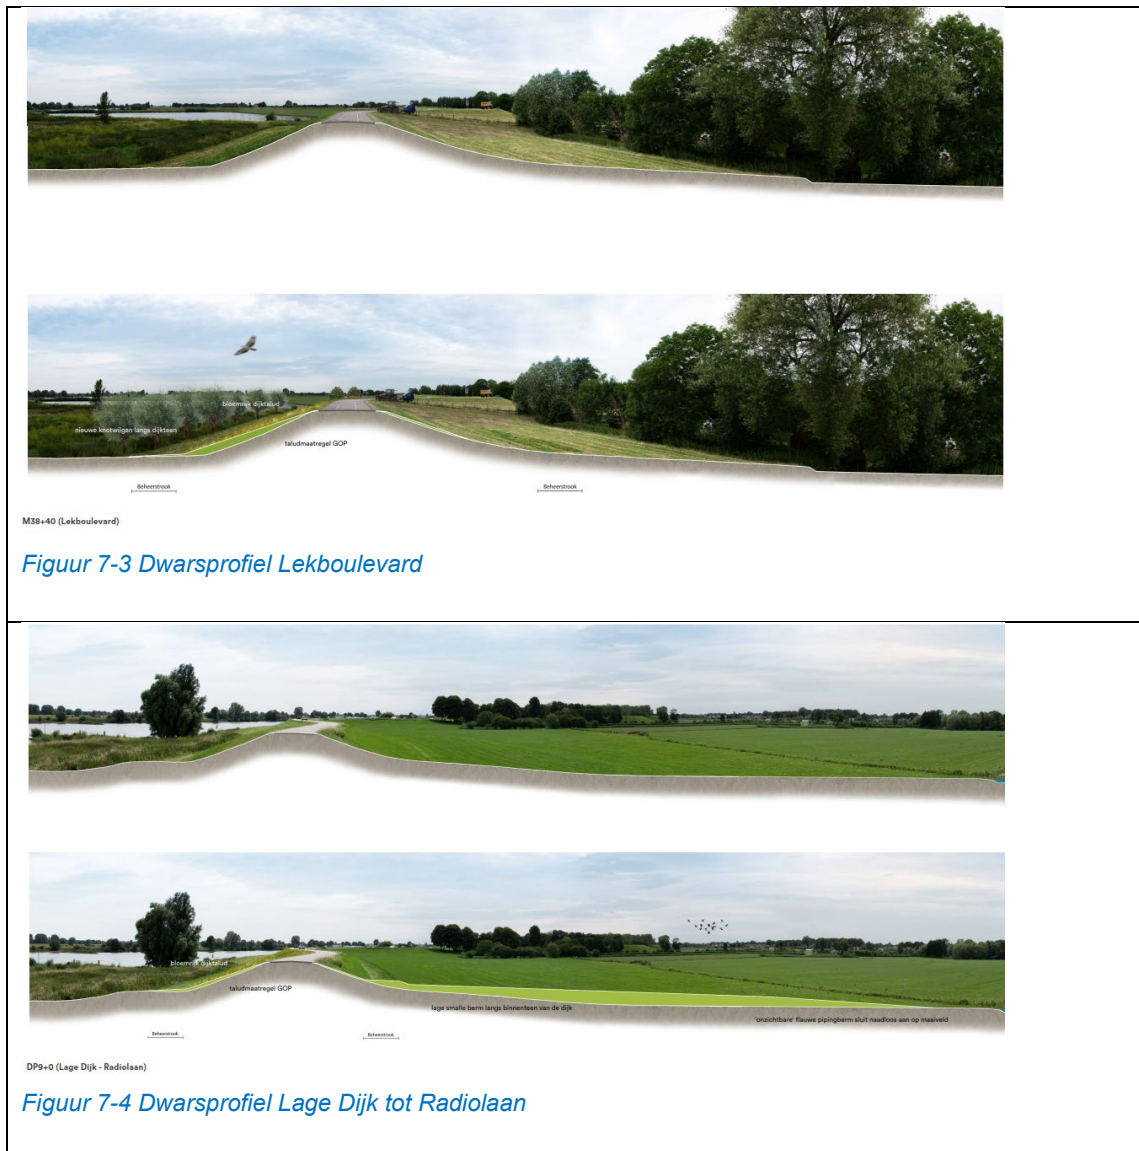 bloemrijk dijktalud
nieuwe knotwilgen langs dijkteen
taludmaatregel GOP
Beheerstrook Beheerstrook
M38+40 (Lekboulevard)
Figuur 7-3 Dwarsprofiel Lekboulevard
bloemrijk dijktalud
taludmaatregel GOP
lage smalle berm langs binnenteen van de dijk
'onzichtbare' flauwe pipingberm sluit naadloos aan op maaiveld
Beheerstrook Beheerstrook
DP9+0 (Lage Dijk - Radiolaan)
Figuur 7-4 Dwarsprofiel Lage Dijk tot Radiolaan